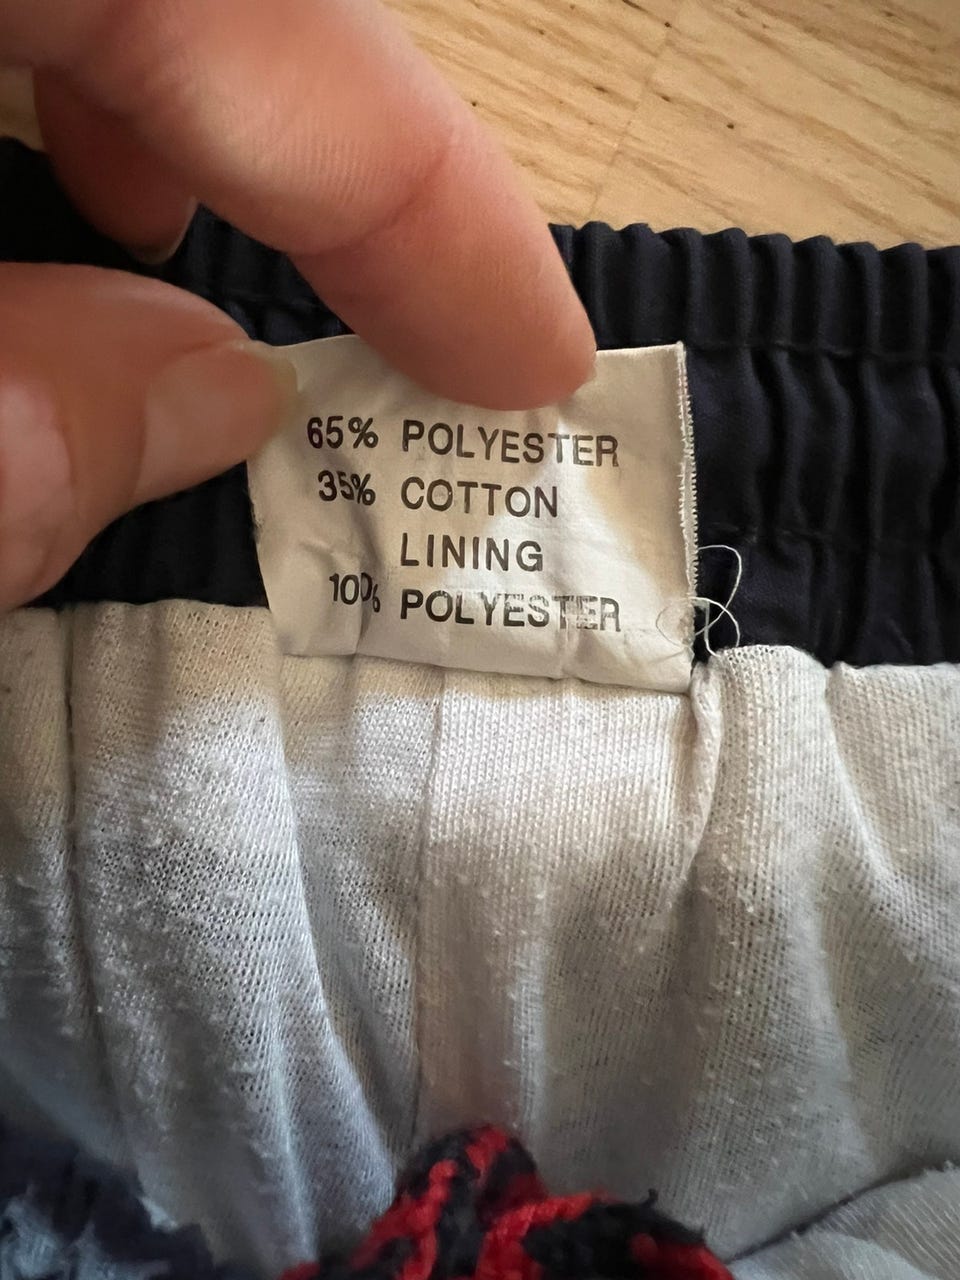 65% POLYESTER
35% COTTON
LINING
100% POLYESTER